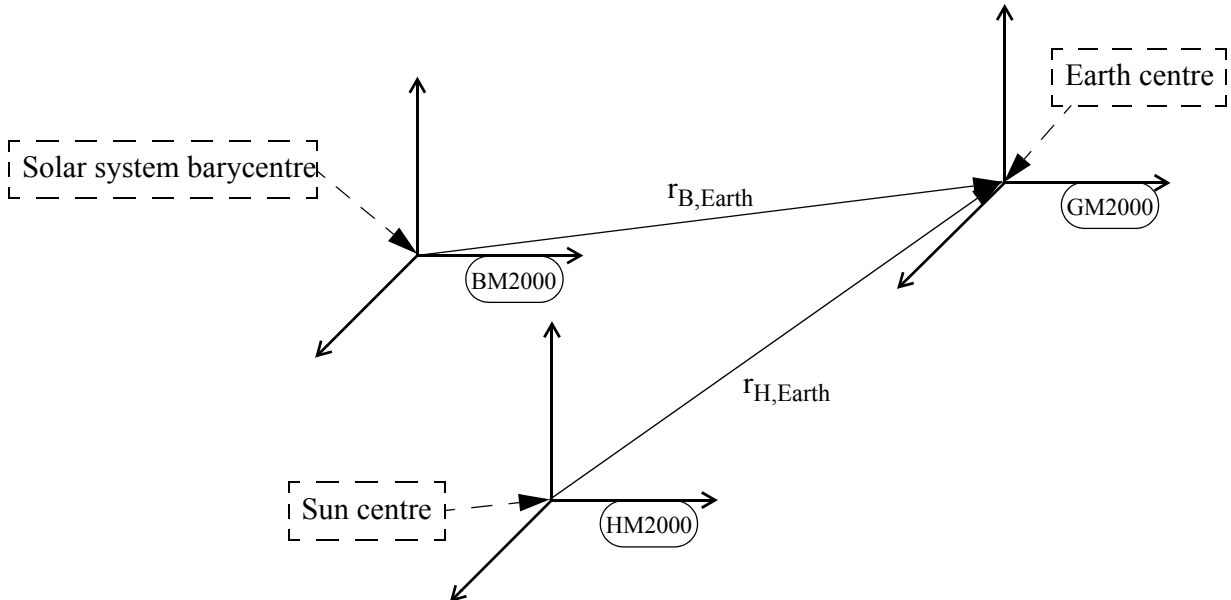 Earth centre
Solar system barycentre
r_B,Earth
GM2000
BM2000
r_H,Earth
Sun centre
HM2000